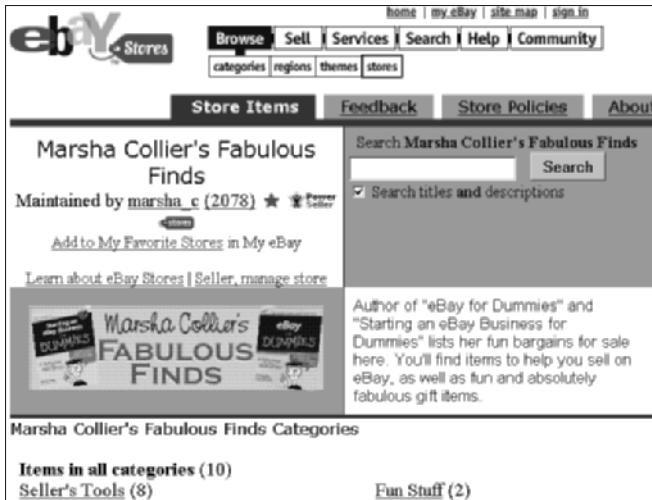 home | my eBay | site map | sign in
ebaY Stores
Browse Sell Services Search Help Community
categories regions themes stores
Store Items Feedback Store Policies About
Marsha Collier's Fabulous
Finds
Maintained by marsha_c (2078) Power Seller
stores
Add to My Favorite Stores in My eBay
Learn about eBay Stores | Seller, manage store
Search Marsha Collier's Fabulous Finds
Search
Search titles and descriptions
Starting an eBay Business DUMMIES
Marsha Collier's
FABULOUS
FINDS
eBay DUMMIES
Author of "eBay for Dummies" and
"Starting an eBay Business for
Dummies" lists her fun bargains for sale
here. You'll find items to help you sell on
eBay, as well as fun and absolutely
fabulous gift items.
Marsha Collier's Fabulous Finds Categories
Items in all categories (10)
Seller's Tools (8) Fun Stuff (2)